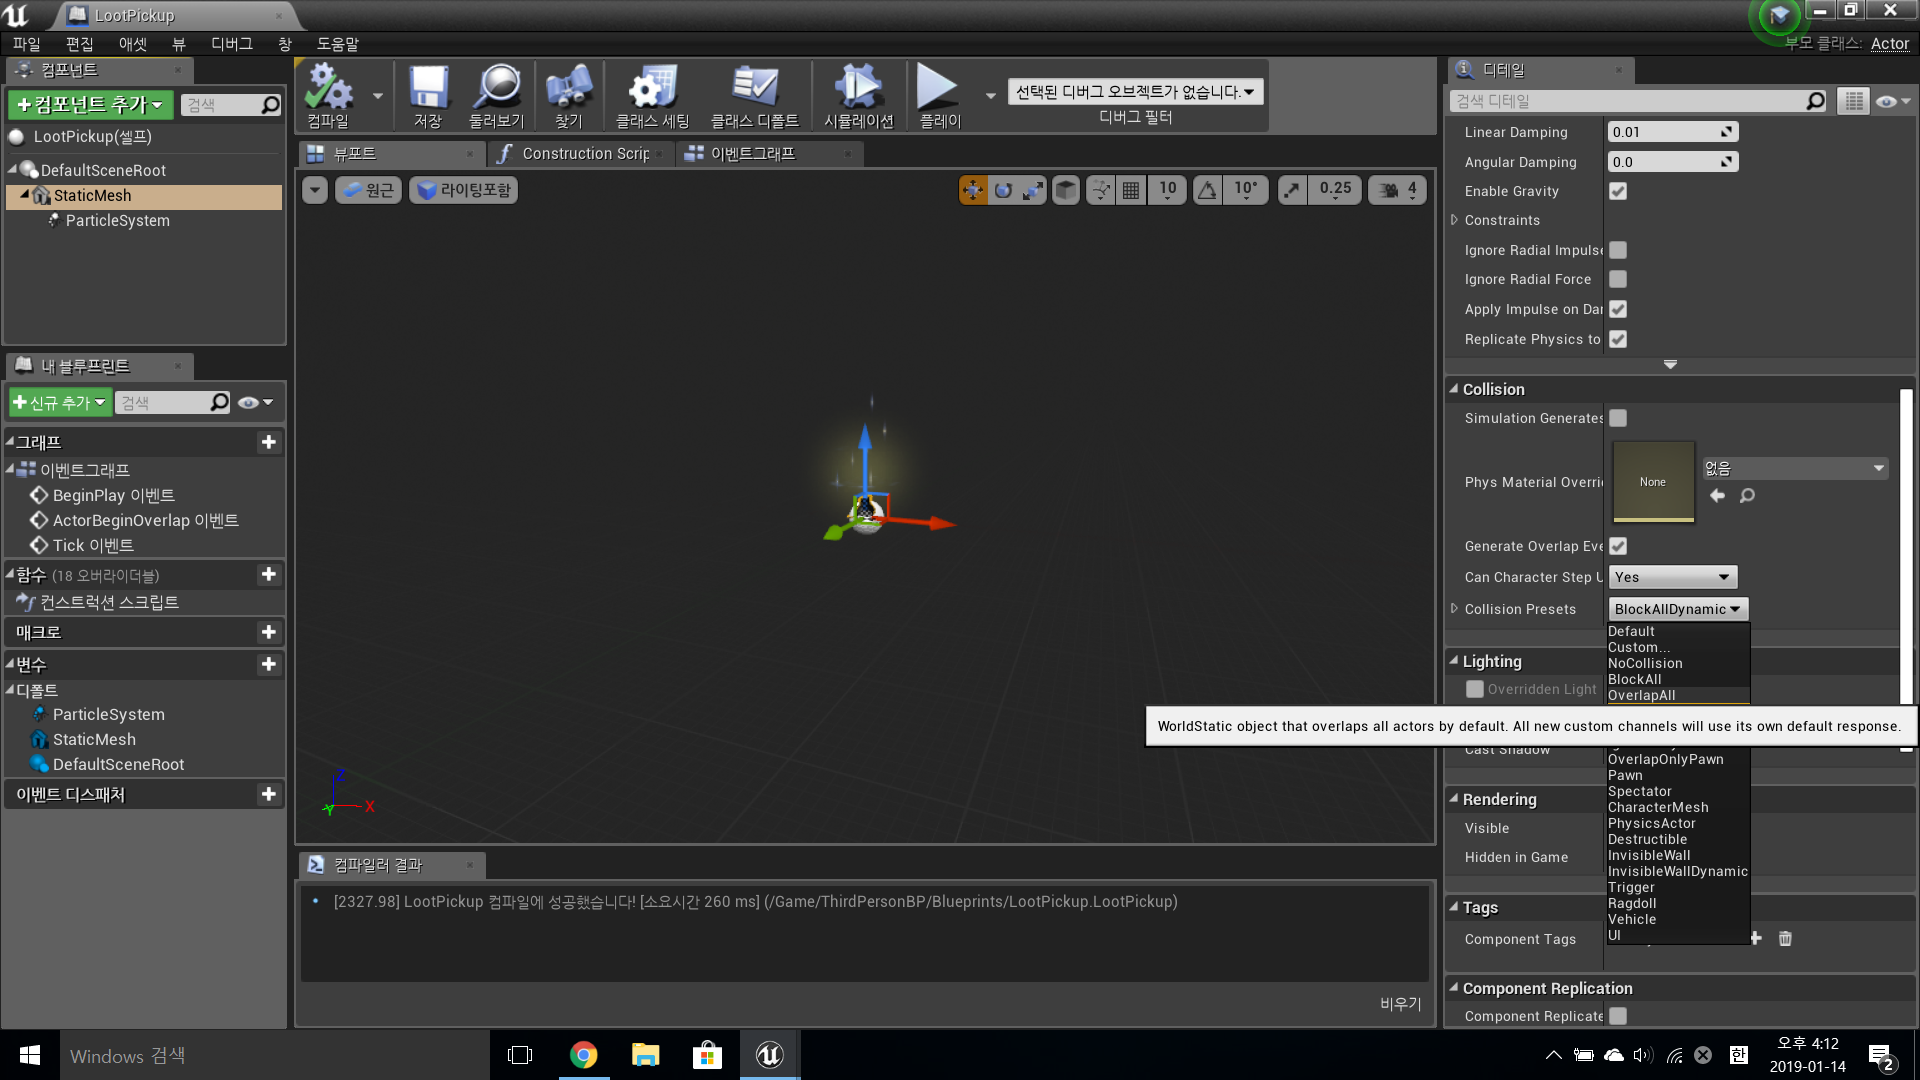 LootPickup
파일 편집 애셋 뷰 디버그 창 도움말
부모 클래스: Actor
컴포넌트
+컴포넌트 추가
검색
LootPickup(셀프)
DefaultSceneRoot
StaticMesh
ParticleSystem
내 블루프린트
+신규 추가
검색
그래프
이벤트그래프
BeginPlay 이벤트
ActorBeginOverlap 이벤트
Tick 이벤트
함수 (18 오버라이더블)
컨스트럭션 스크립트
매크로
변수
디폴트
ParticleSystem
StaticMesh
DefaultSceneRoot
이벤트 디스패처
컴파일
저장
둘러보기
찾기
클래스 세팅
클래스 디폴트
시뮬레이션
플레이
선택된 디버그 오브젝트가 없습니다.
디버그 필터
뷰포트
Construction Scrip
이벤트그래프
원근
라이팅포함
10
10°
0.25
4
Z
X
Y
컴파일러 결과
[2327.98] LootPickup 컴파일에 성공했습니다! [소요시간 260 ms] (/Game/ThirdPersonBP/Blueprints/LootPickup.LootPickup)
비우기
디테일
검색 디테일
Linear Damping 0.01
Angular Damping 0.0
Enable Gravity
Constraints
Ignore Radial Impulse
Ignore Radial Force
Apply Impulse on Da
Replicate Physics to
Collision
Simulation Generates
Phys Material Overri
None
없음
Generate Overlap Eve
Can Character Step U Yes
Collision Presets BlockAllDynamic
Default
Custom...
NoCollision
BlockAll
OverlapAll
Lighting
Overridden Light
WorldStatic object that overlaps all actors by default. All new custom channels will use its own default response.
Cast Shadow
OverlapOnlyPawn
Pawn
Spectator
CharacterMesh
PhysicsActor
Destructible
InvisibleWall
InvisibleWallDynamic
Trigger
Ragdoll
Vehicle
UI
Rendering
Visible
Hidden in Game
Tags
Component Tags
Component Replication
Component Replicate
Windows 검색
한
오후 4:12
2019-01-14
2